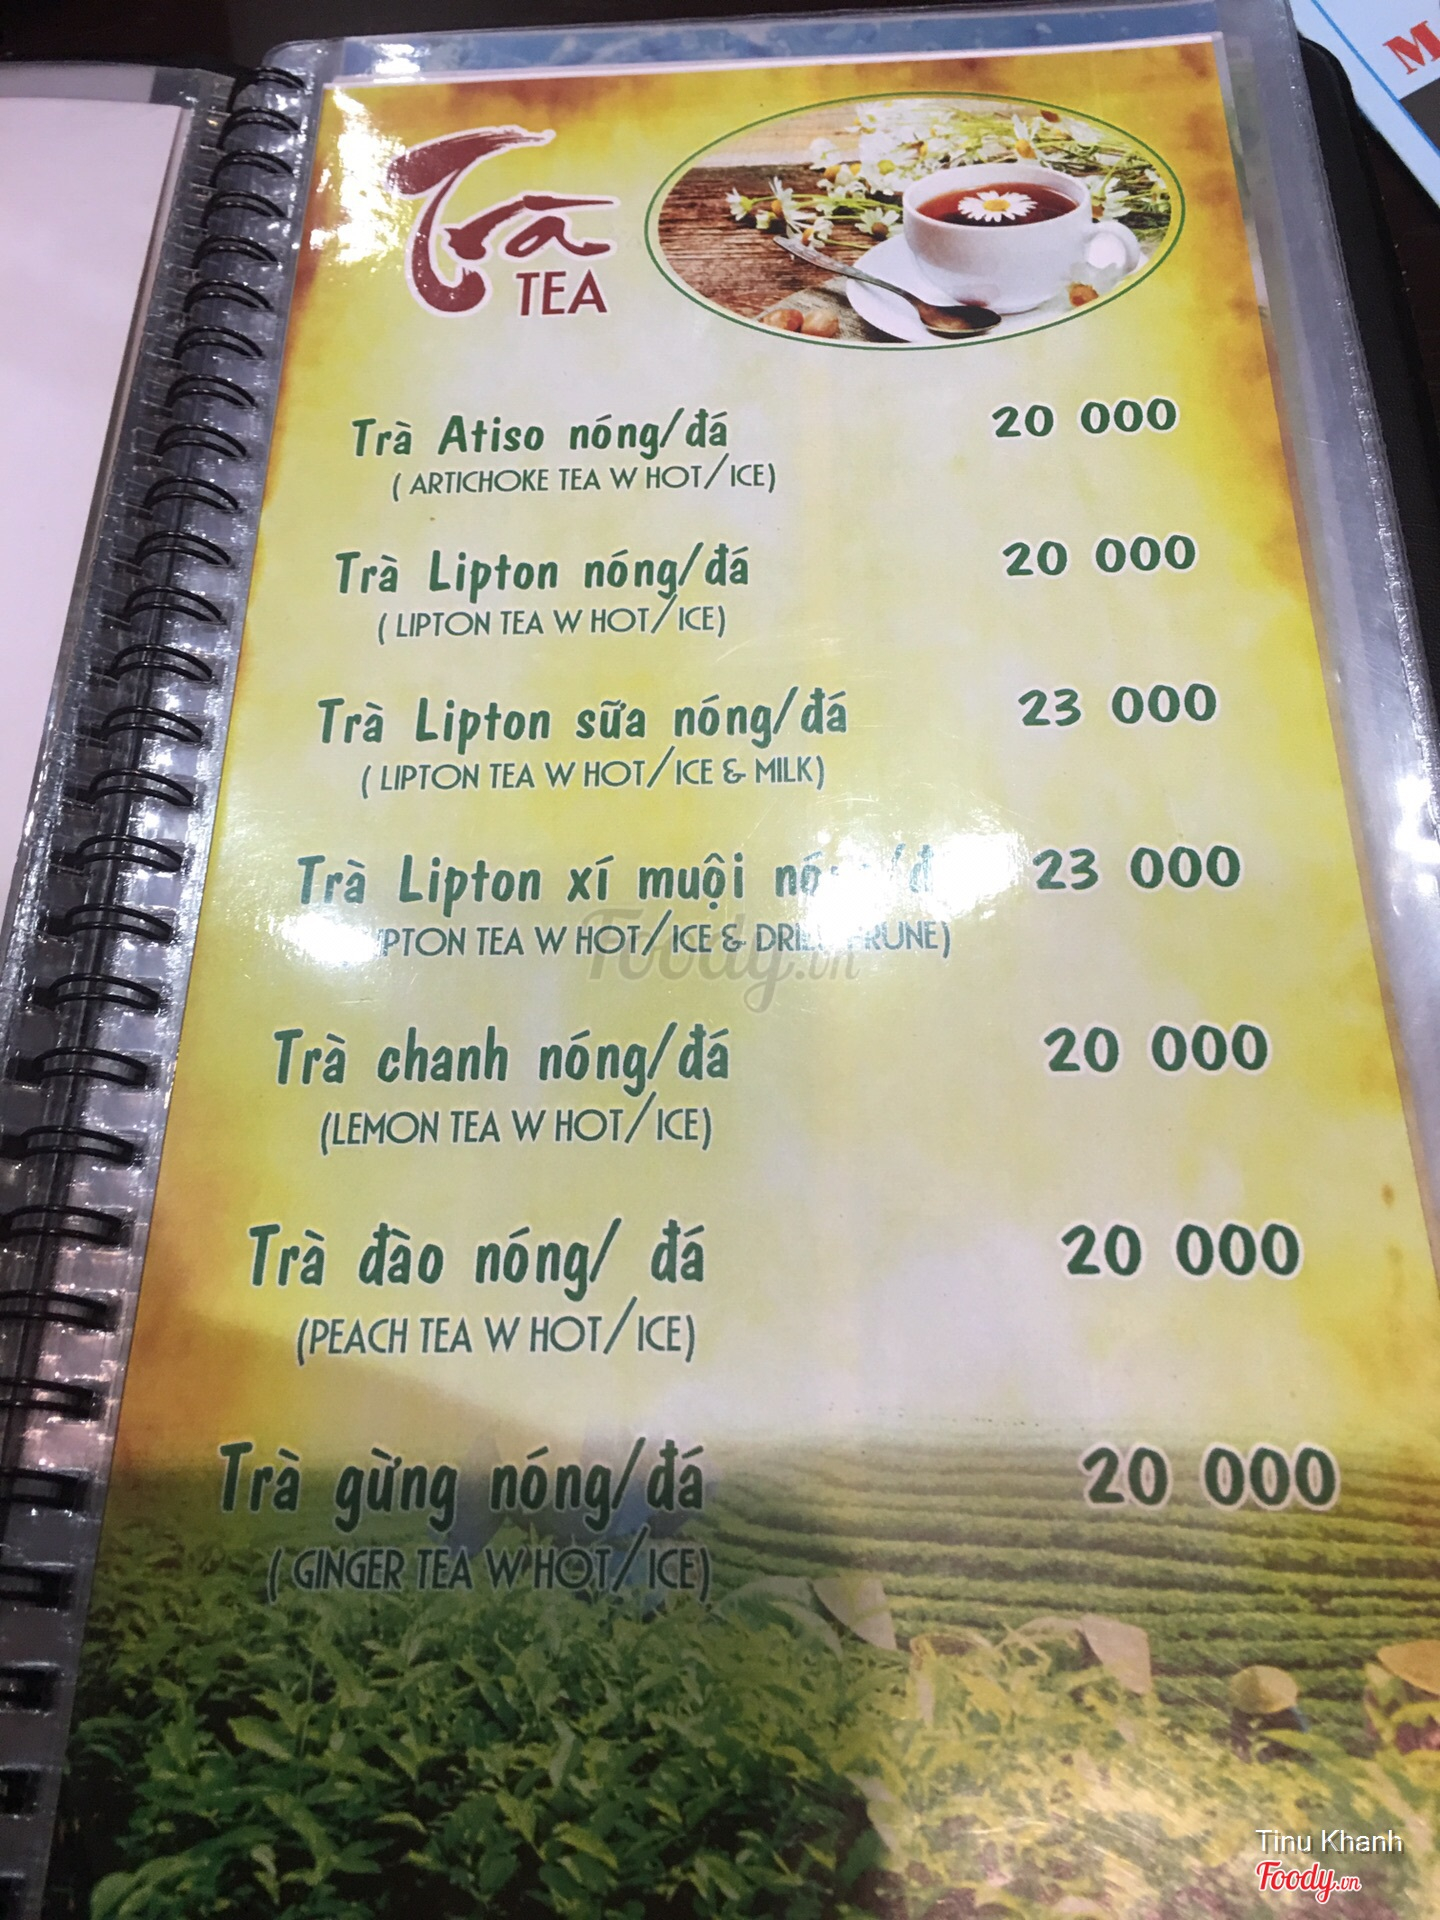 M
Trà
TEA
Trà Atiso nóng/đá 20 000
( ARTICHOKE TEA W HOT/ICE)
Trà Lipton nóng/đá 20 000
( LIPTON TEA W HOT/ICE)
Trà Lipton sữa nóng/đá 23 000
( LIPTON TEA W HOT/ICE & MILK)
Trà Lipton xí muội 23 000
TEA W HOT/ICE &
Foody.vn
Trà chanh nóng/đá 20 000
(LEMON TEA W HOT/ICE)
Trà đào nóng/ đá 20 000
(PEACH TEA W HOT/ICE)
Trà gừng nóng/đá 20 000
( GINGER TEA W HOT/ICE)
Tinu Khanh
Foody.vn